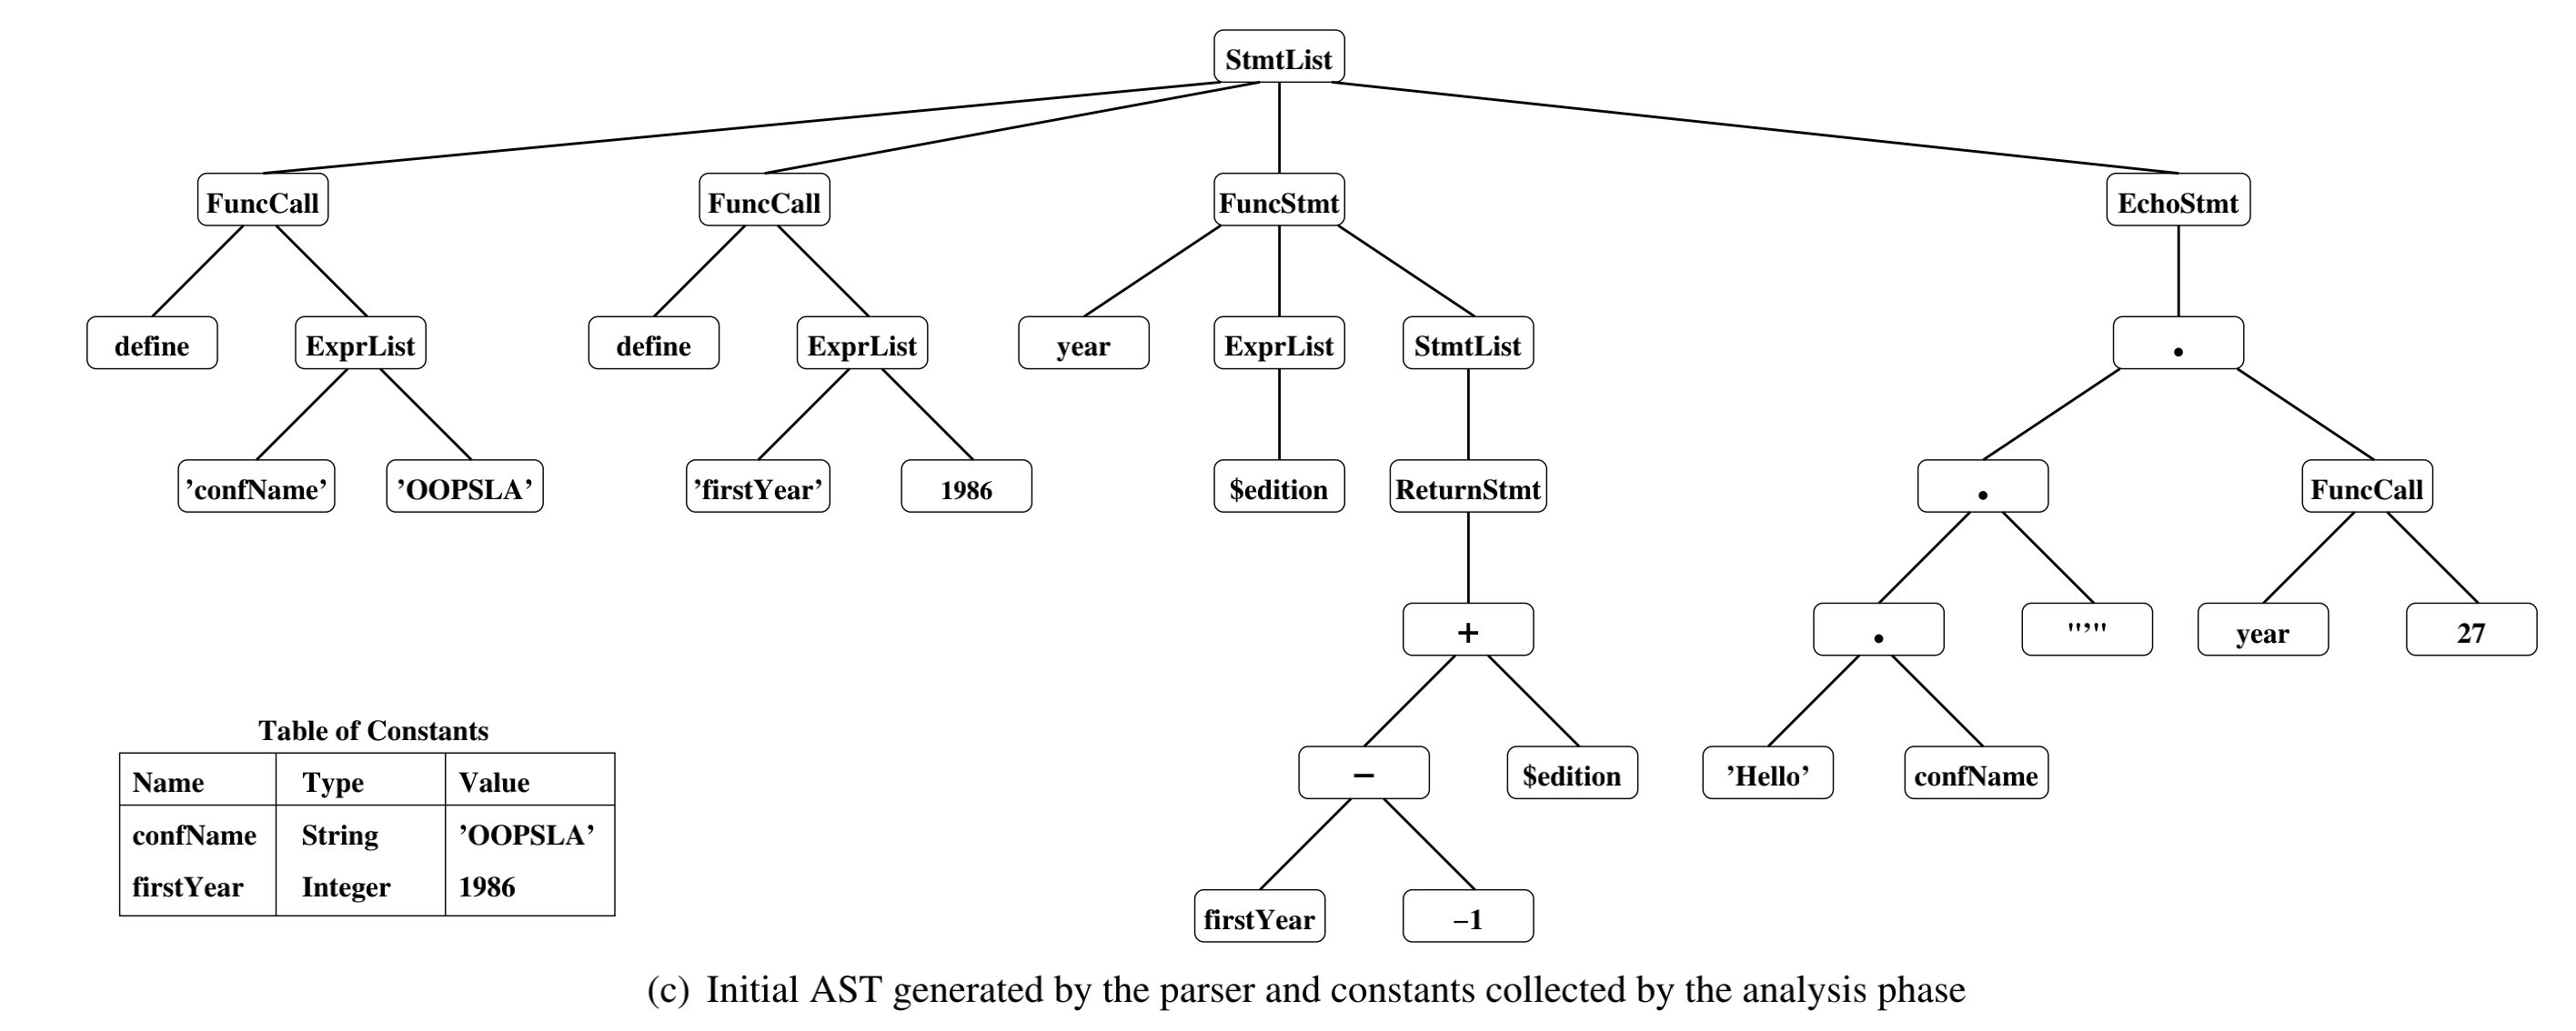 StmtList
FuncCall FuncCall FuncStmt EchoStmt
define ExprList define ExprList year ExprList StmtList .
’confName’ ’OOPSLA’ ’firstYear’ 1986 $edition ReturnStmt . FuncCall
+ . "’" year 27
− $edition ’Hello’ confName
firstYear −1
Table of Constants
Name Type Value
confName String ’OOPSLA’
firstYear Integer 1986
(c) Initial AST generated by the parser and constants collected by the analysis phase